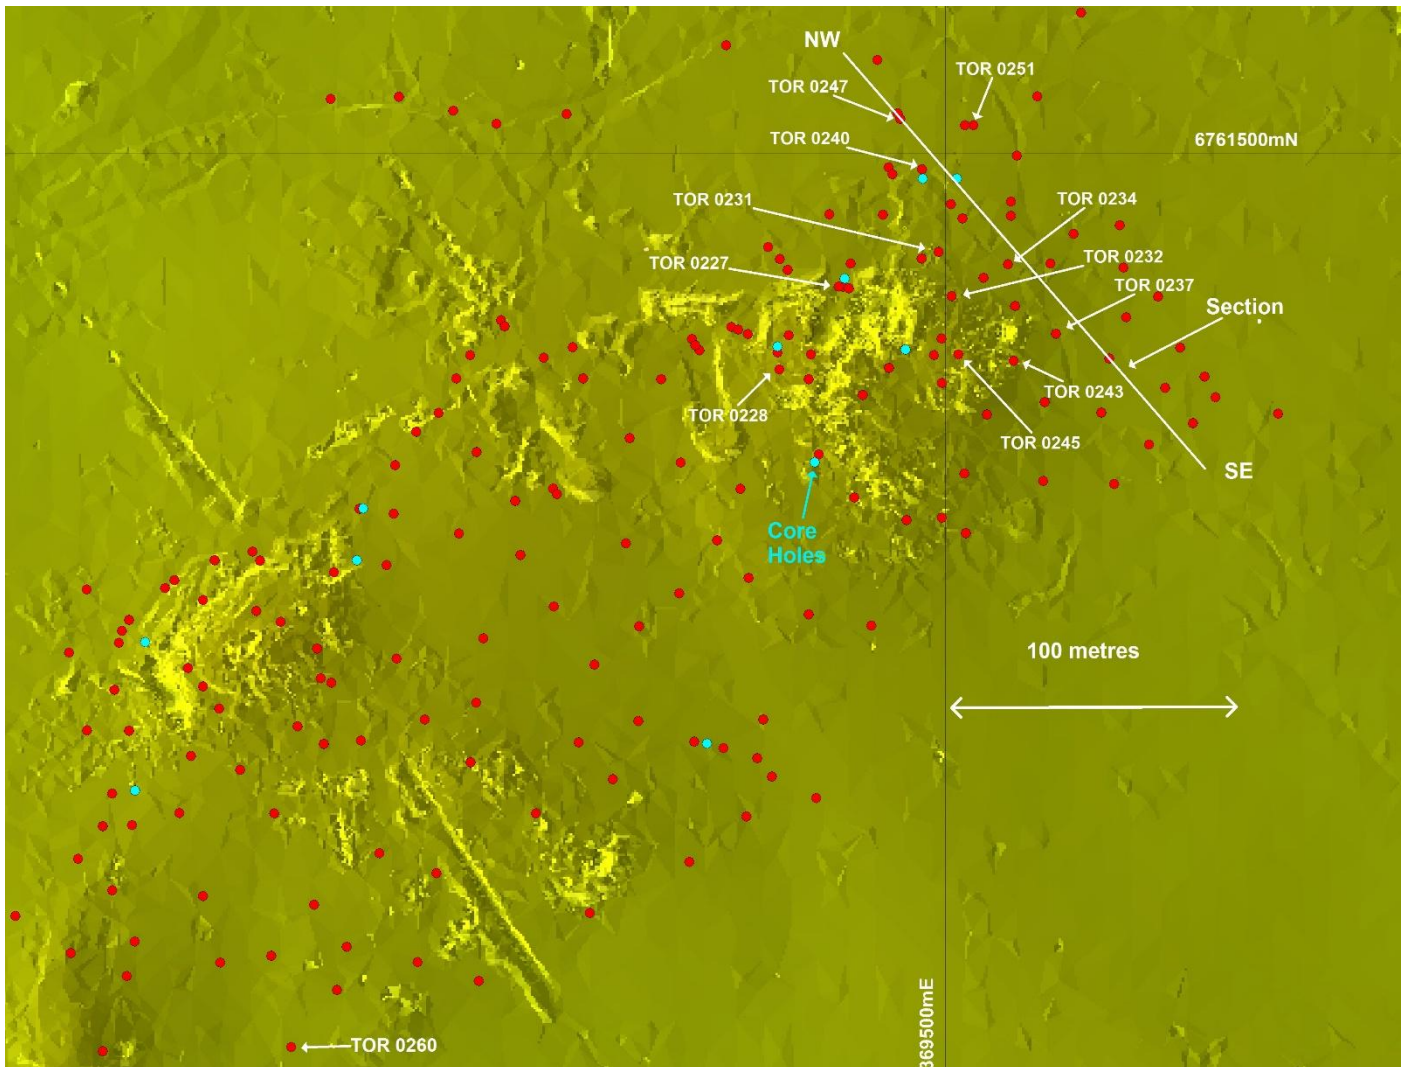 NW
TOR 0251
TOR 0247
6761500mN
TOR 0240
TOR 0231
TOR 0234
TOR 0227
TOR 0232
TOR 0237
Section
TOR 0243
TOR 0228
TOR 0245
SE
Core
Holes
100 metres
369500mE
TOR 0260